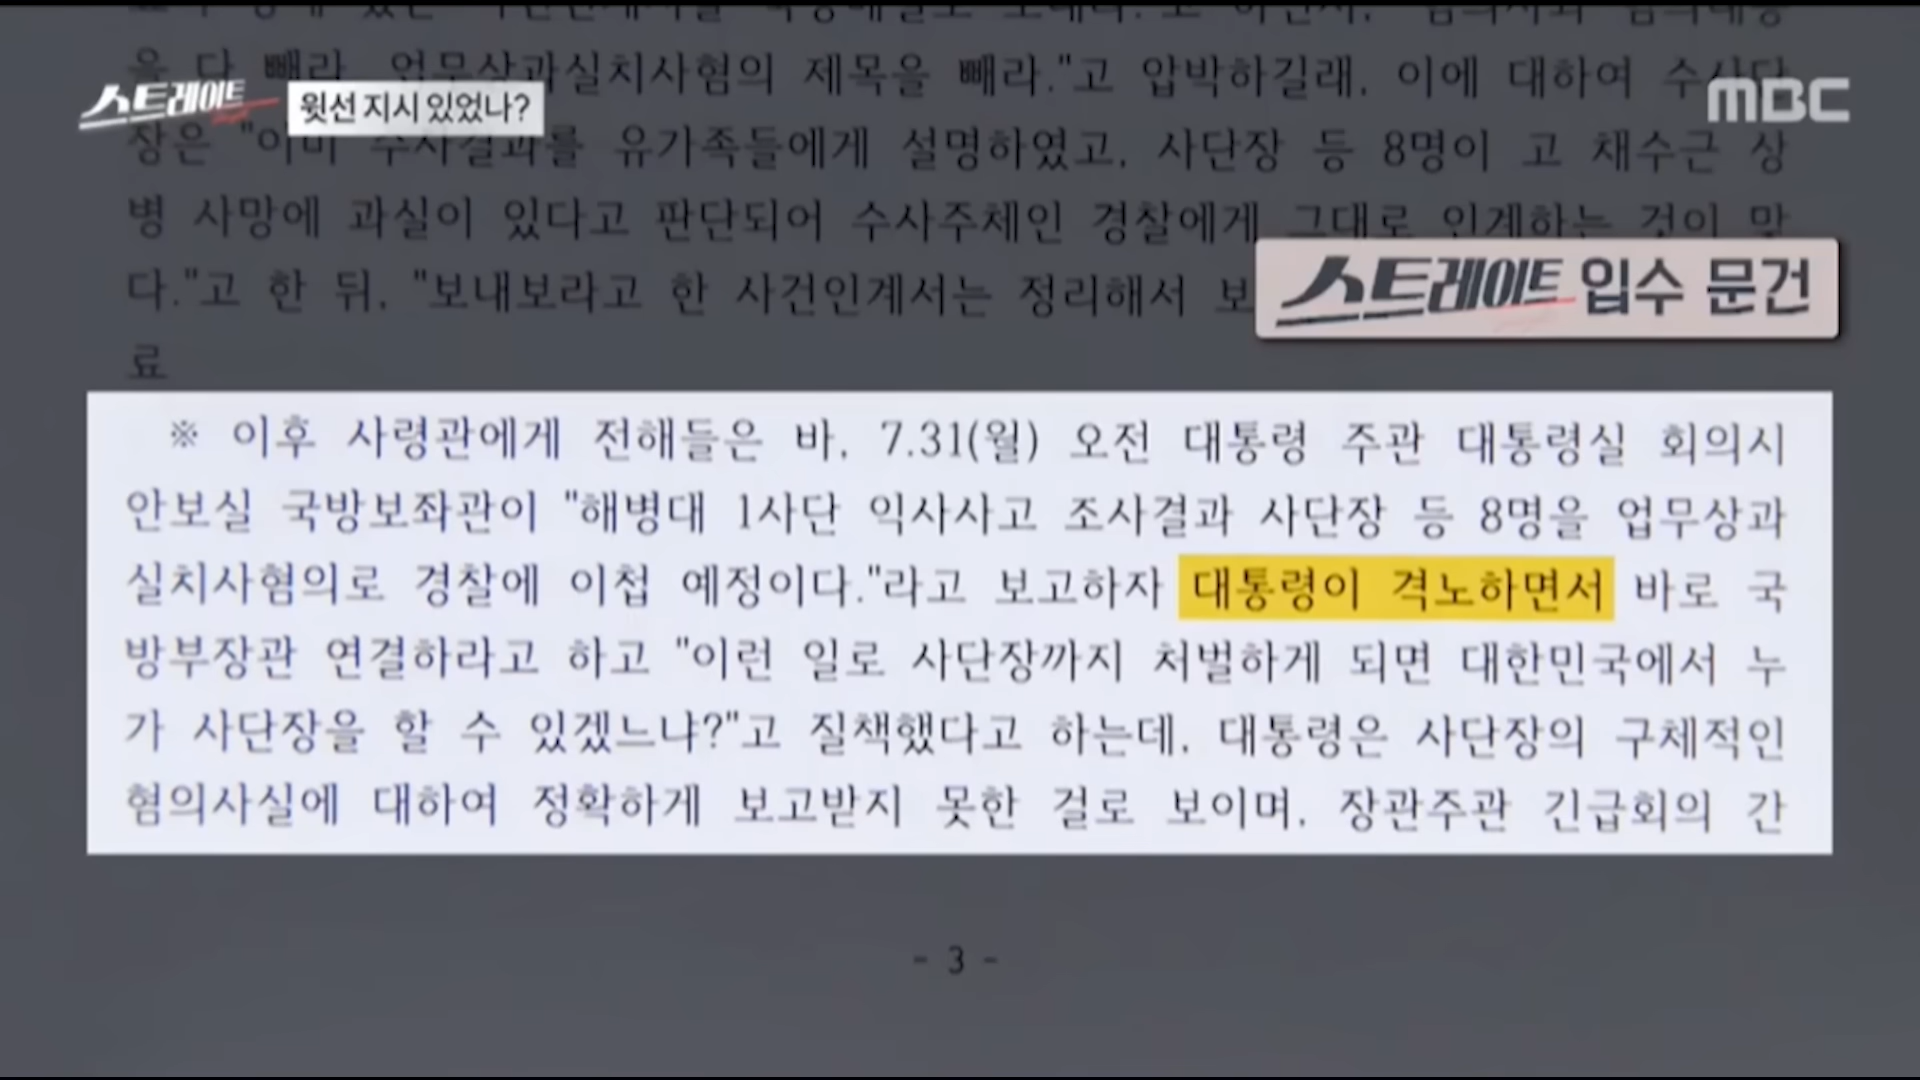 을 다 빼라, 업무상과실치사혐의 제목을 빼라."고 압박하길래, 이에 대하여 수사단
스트레이트 윗선 지시 있었나?
MBC
장은 "이미 수사결과를 유가족들에게 설명하였고, 사단장 등 8명이 고 채수근 상
병 사망에 과실이 있다고 판단되어 수사주체인 경찰에게 그대로 인계하는 것이 맞
다."고 한 뒤, "보내보라고 한 사건인계서는 정리해서 보
스트레이트 입수 문건
료
※ 이후 사령관에게 전해들은 바, 7.31(월) 오전 대통령 주관 대통령실 회의시
안보실 국방보좌관이 "해병대 1사단 익사사고 조사결과 사단장 등 8명을 업무상과
실치사혐의로 경찰에 이첩 예정이다."라고 보고하자 대통령이 격노하면서 바로 국
방부장관 연결하라고 하고 "이런 일로 사단장까지 처벌하게 되면 대한민국에서 누
가 사단장을 할 수 있겠느냐?"고 질책했다고 하는데, 대통령은 사단장의 구체적인
혐의사실에 대하여 정확하게 보고받지 못한 걸로 보이며, 장관주관 긴급회의 간
- 3 -